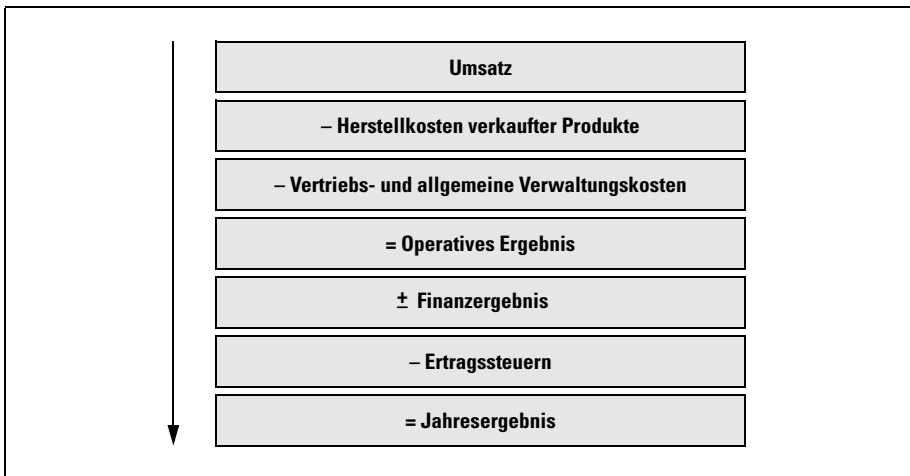 Umsatz
– Herstellkosten verkaufter Produkte
– Vertriebs- und allgemeine Verwaltungskosten
= Operatives Ergebnis
± Finanzergebnis
– Ertragssteuern
= Jahresergebnis